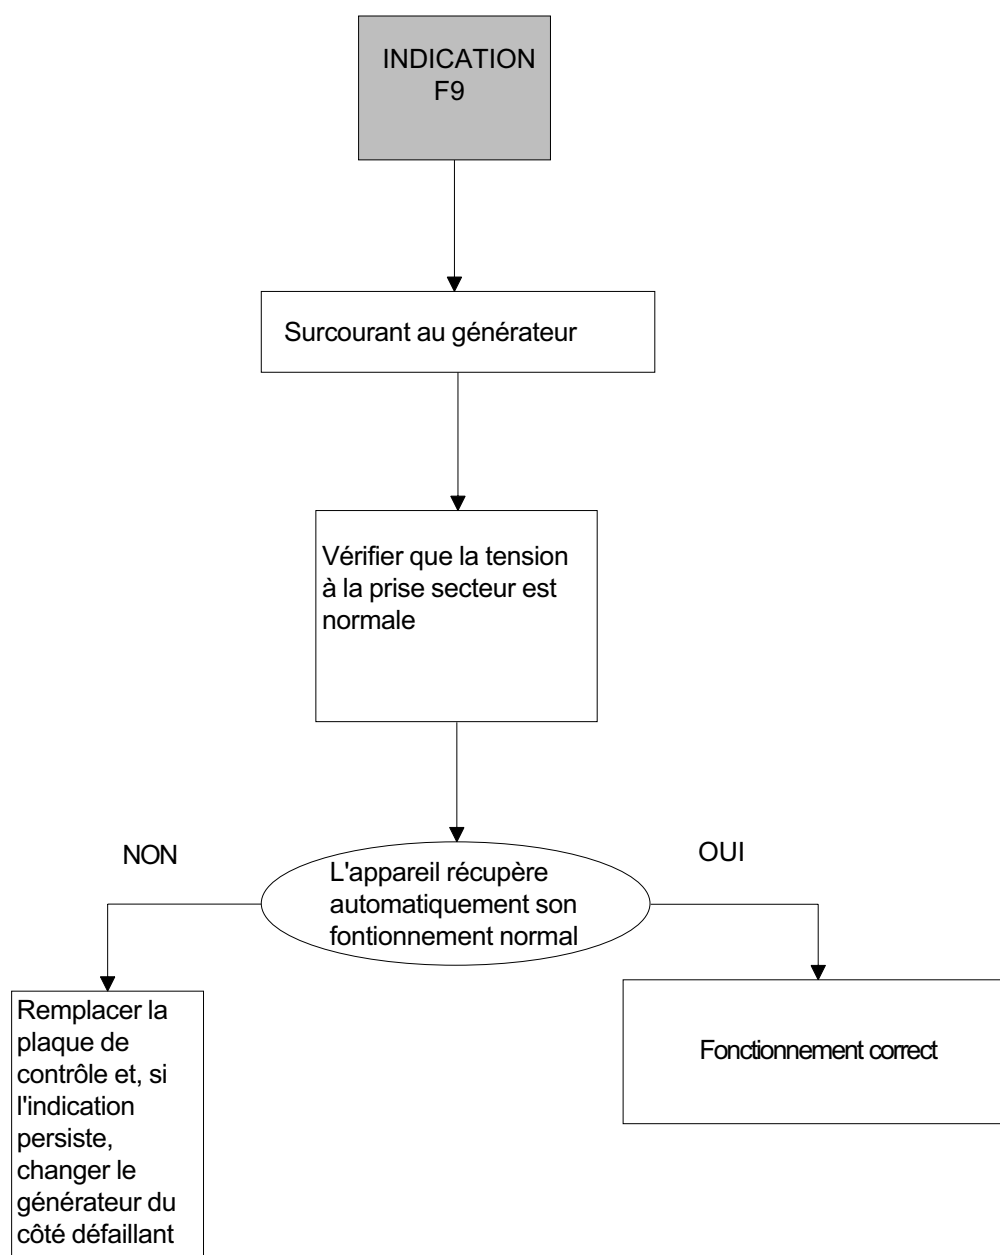 INDICATION
F9
Surcourant au générateur
Vérifier que la tension
à la prise secteur est
normale
NON
OUI
L'appareil récupère
automatiquement son
fontionnement normal
Remplacer la
plaque de
contrôle et, si
l'indication
persiste,
changer le
générateur du
côté défaillant
Fonctionnement correct